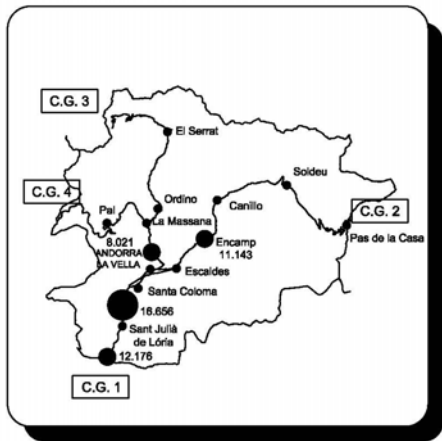 C.G. 3
El Serrat
Soldeu
C.G. 4
Ordino
Pal
Canillo
C.G. 2
La Massana
Pas de la Casa
8.021
ANDORRA
LA VELLA
Encamp
11.143
Escaldes
Santa Coloma
16.656
Sant Julià
de Lória
12.176
C.G. 1